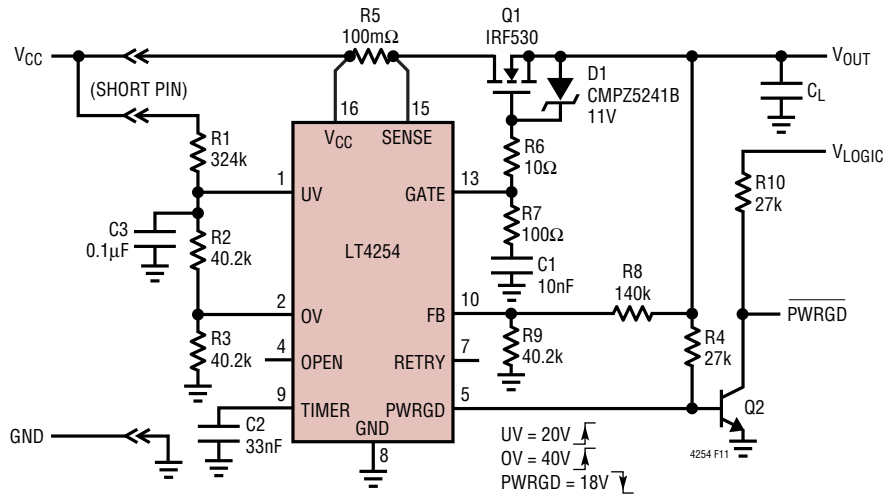 R5
100mΩ
Q1
IRF530
VCC
VOUT
(SHORT PIN)
D1
CMPZ5241B
11V
CL
16
15
VCC
SENSE
R1
324k
R6
10Ω
VLOGIC
1
UV
13
GATE
R10
27k
C3
0.1µF
R2
40.2k
R7
100Ω
LT4254
C1
10nF
R8
140k
2
OV
10
FB
PWRGD
R3
40.2k
R9
40.2k
R4
27k
4
OPEN
7
RETRY
9
TIMER
5
PWRGD
Q2
GND
C2
33nF
GND
8
UV = 20V
OV = 40V
PWRGD = 18V
4254 F11